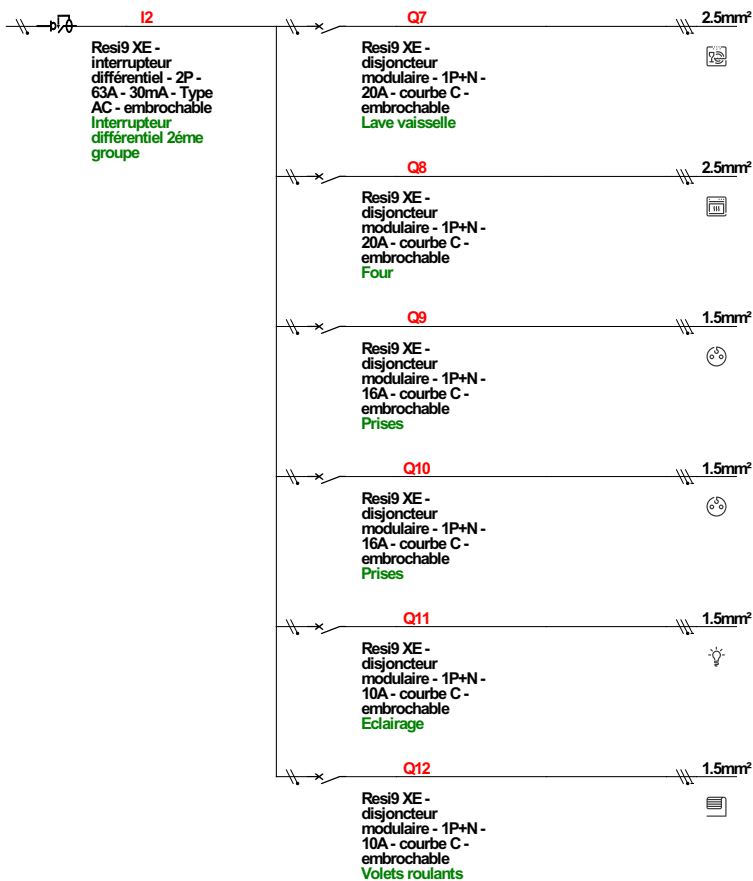 I2
Resi9 XE -
interrupteur
différentiel - 2P -
63A - 30mA - Type
AC - embrochable
Interrupteur
différentiel 2éme
groupe
Q7
2.5mm²
Resi9 XE -
disjoncteur
modulaire - 1P+N -
20A - courbe C -
embrochable
Lave vaisselle
Q8
2.5mm²
Resi9 XE -
disjoncteur
modulaire - 1P+N -
20A - courbe C -
embrochable
Four
Q9
1.5mm²
Resi9 XE -
disjoncteur
modulaire - 1P+N -
16A - courbe C -
embrochable
Prises
Q10
1.5mm²
Resi9 XE -
disjoncteur
modulaire - 1P+N -
16A - courbe C -
embrochable
Prises
Q11
1.5mm²
Resi9 XE -
disjoncteur
modulaire - 1P+N -
10A - courbe C -
embrochable
Eclairage
Q12
1.5mm²
Resi9 XE -
disjoncteur
modulaire - 1P+N -
10A - courbe C -
embrochable
Volets roulants